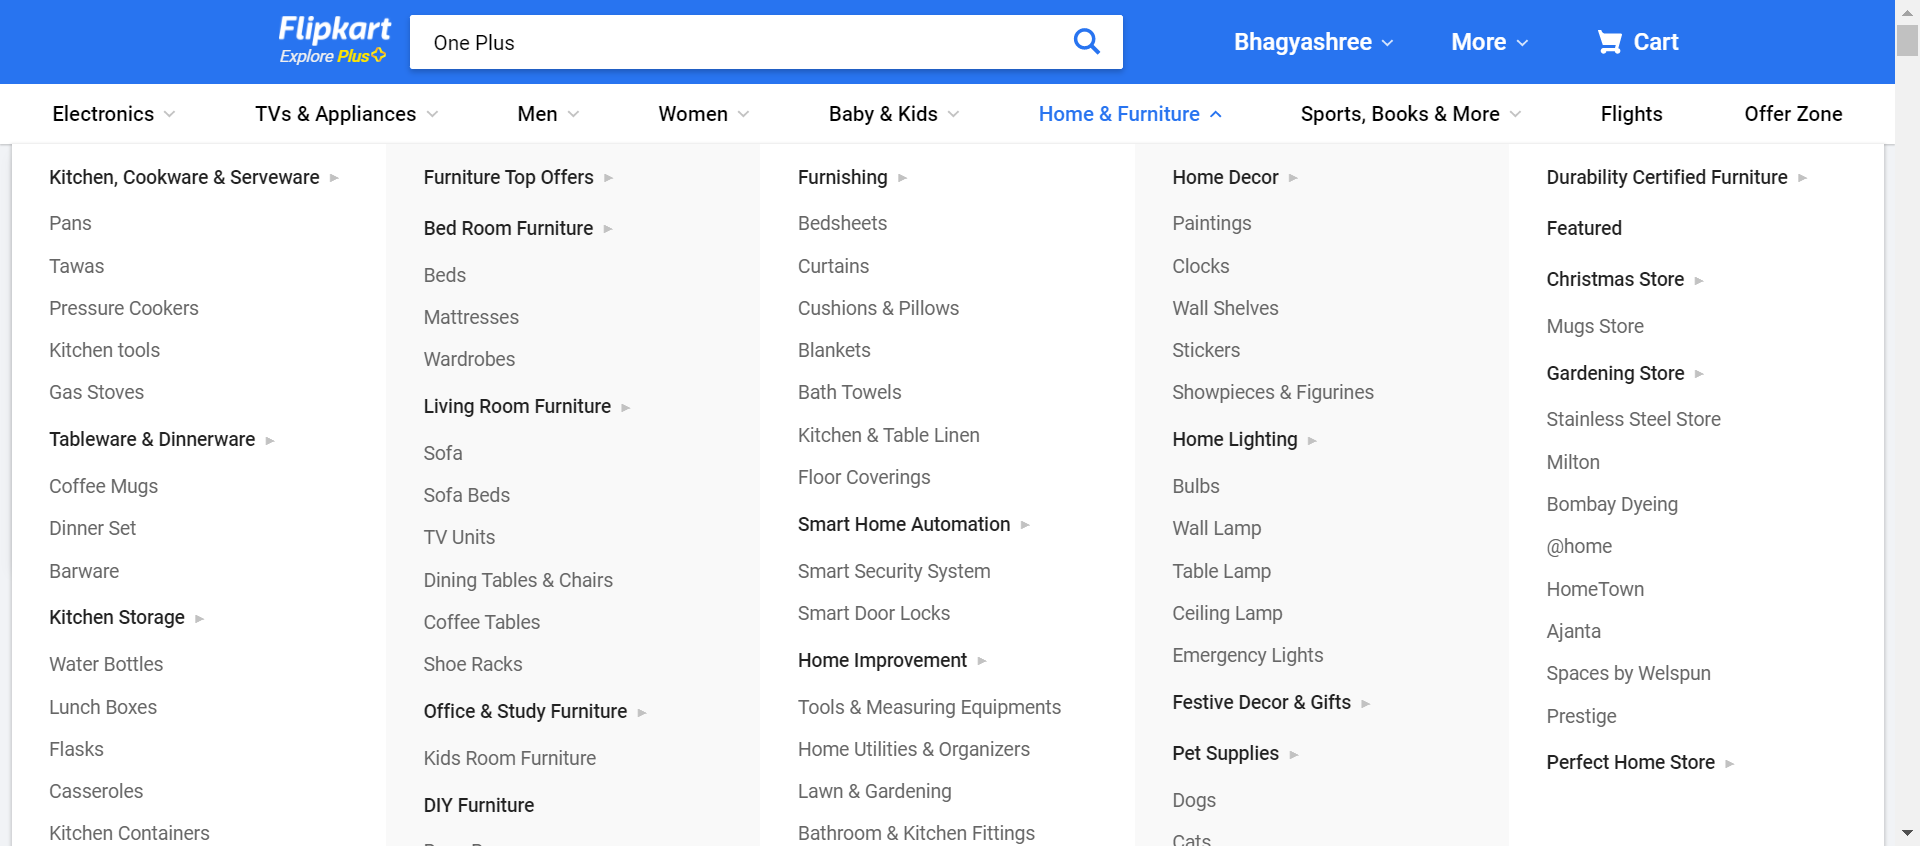 Flipkart
Explore Plus
One Plus
Bhagyashree
More
Cart
Electronics
TVs & Appliances
Men
Women
Baby & Kids
Home & Furniture
Sports, Books & More
Flights
Offer Zone
Kitchen, Cookware & Serveware
Pans
Tawas
Pressure Cookers
Kitchen tools
Gas Stoves
Tableware & Dinnerware
Coffee Mugs
Dinner Set
Barware
Kitchen Storage
Water Bottles
Lunch Boxes
Flasks
Casseroles
Kitchen Containers
Furniture Top Offers
Bed Room Furniture
Beds
Mattresses
Wardrobes
Living Room Furniture
Sofa
Sofa Beds
TV Units
Dining Tables & Chairs
Coffee Tables
Shoe Racks
Office & Study Furniture
Kids Room Furniture
DIY Furniture
Furnishing
Bedsheets
Curtains
Cushions & Pillows
Blankets
Bath Towels
Kitchen & Table Linen
Floor Coverings
Smart Home Automation
Smart Security System
Smart Door Locks
Home Improvement
Tools & Measuring Equipments
Home Utilities & Organizers
Lawn & Gardening
Bathroom & Kitchen Fittings
Home Decor
Paintings
Clocks
Wall Shelves
Stickers
Showpieces & Figurines
Home Lighting
Bulbs
Wall Lamp
Table Lamp
Ceiling Lamp
Emergency Lights
Festive Decor & Gifts
Pet Supplies
Dogs
Cats
Durability Certified Furniture
Featured
Christmas Store
Mugs Store
Gardening Store
Stainless Steel Store
Milton
Bombay Dyeing
@home
HomeTown
Ajanta
Spaces by Welspun
Prestige
Perfect Home Store